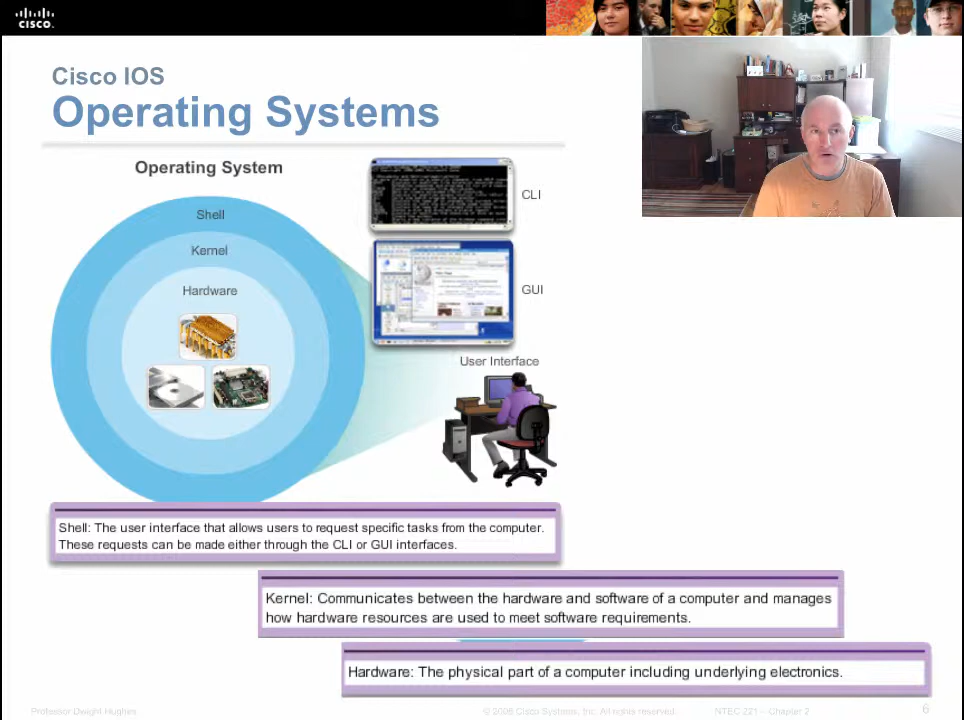 CISCO
Cisco IOS
Operating Systems
Operating System
Shell
Kernel
Hardware
CLI
GUI
User Interface
Shell: The user interface that allows users to request specific tasks from the computer.
These requests can be made either through the CLI or GUI interfaces.
Kernel: Communicates between the hardware and software of a computer and manages
how hardware resources are used to meet software requirements.
Hardware: The physical part of a computer including underlying electronics.
Professor Dwight Hughes
© 2008 Cisco Systems, Inc. All rights reserved.
NTEC 221 - Chapter 2
6